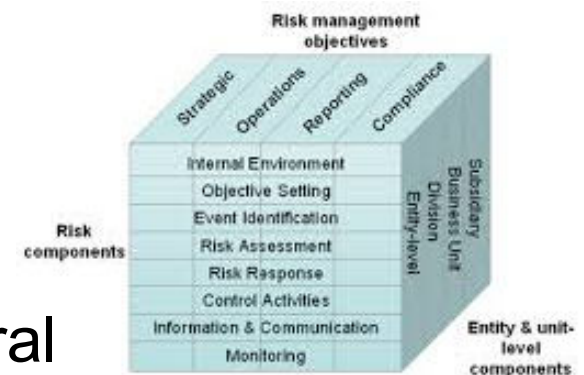 Risk management
objectives
Strategic
Operations
Reporting
Compliance
Internal Environment
Objective Setting
Event Identification
Risk Assessment
Risk Response
Control Activities
Information & Communication
Monitoring
Risk
components
Entity-level
Division
Business Unit
Subsidiary
Entity & unit-
level
components
ral